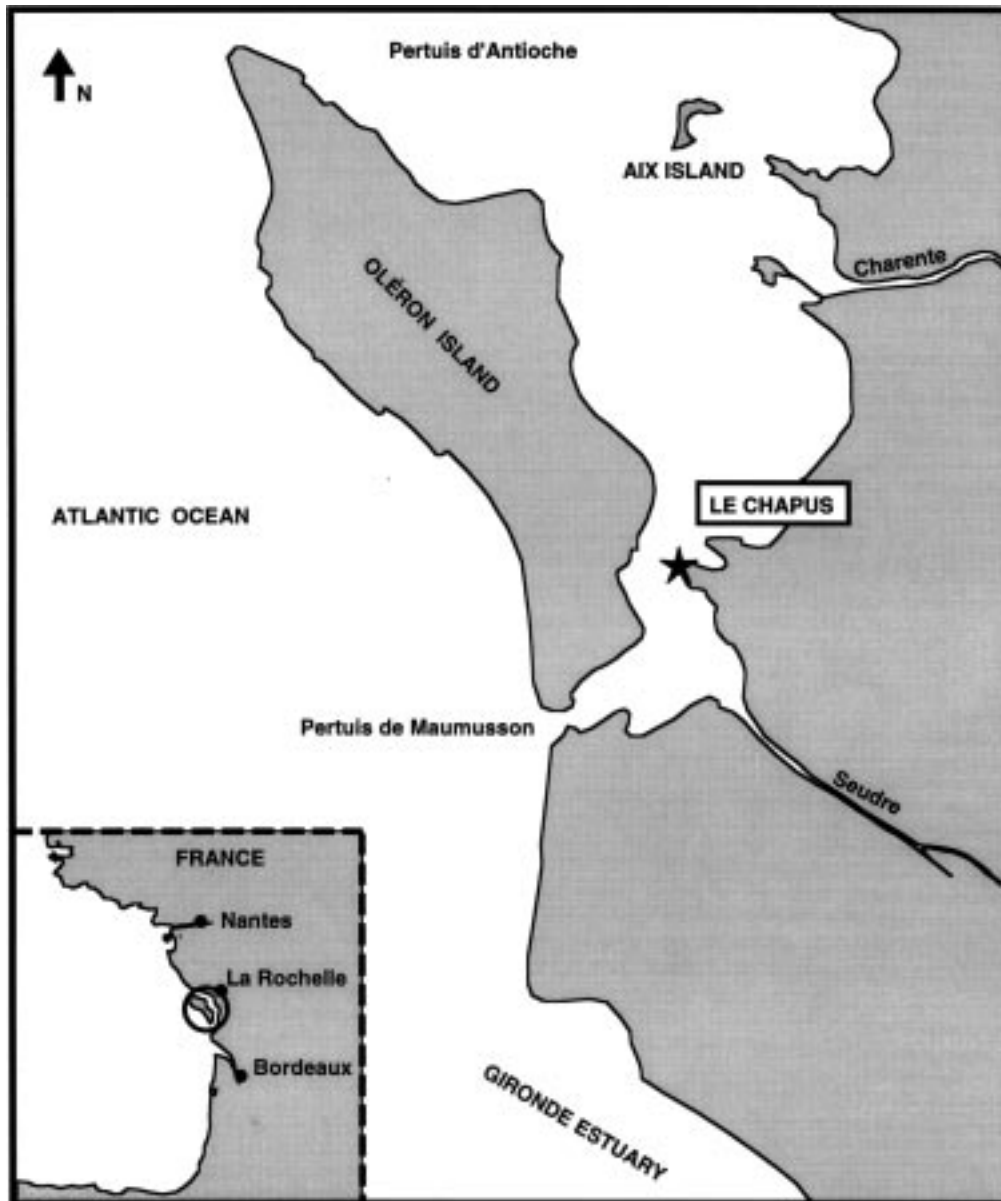 Pertuis d'Antioche
N
AIX ISLAND
Charente
OLÉRON ISLAND
LE CHAPUS
ATLANTIC OCEAN
Pertuis de Maumusson
Seudre
FRANCE
Nantes
La Rochelle
Bordeaux
GIRONDE ESTUARY